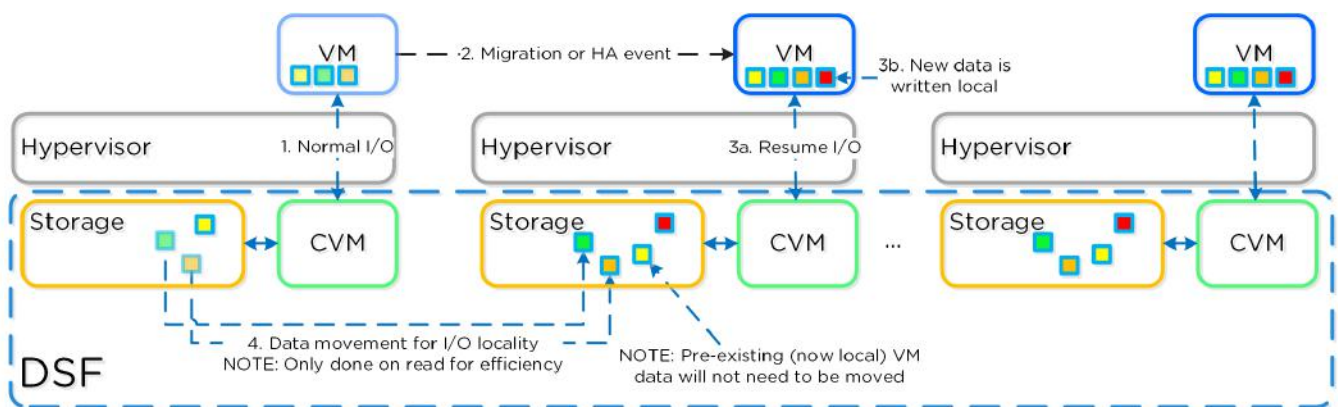 VM
2. Migration or HA event
VM
3b. New data is
written local
VM
Hypervisor
1. Normal I/O
Hypervisor
3a. Resume I/O
Hypervisor
Storage
CVM
Storage
CVM
...
Storage
CVM
4. Data movement for I/O locality
NOTE: Only done on read for efficiency
NOTE: Pre-existing (now local) VM
data will not need to be moved
DSF